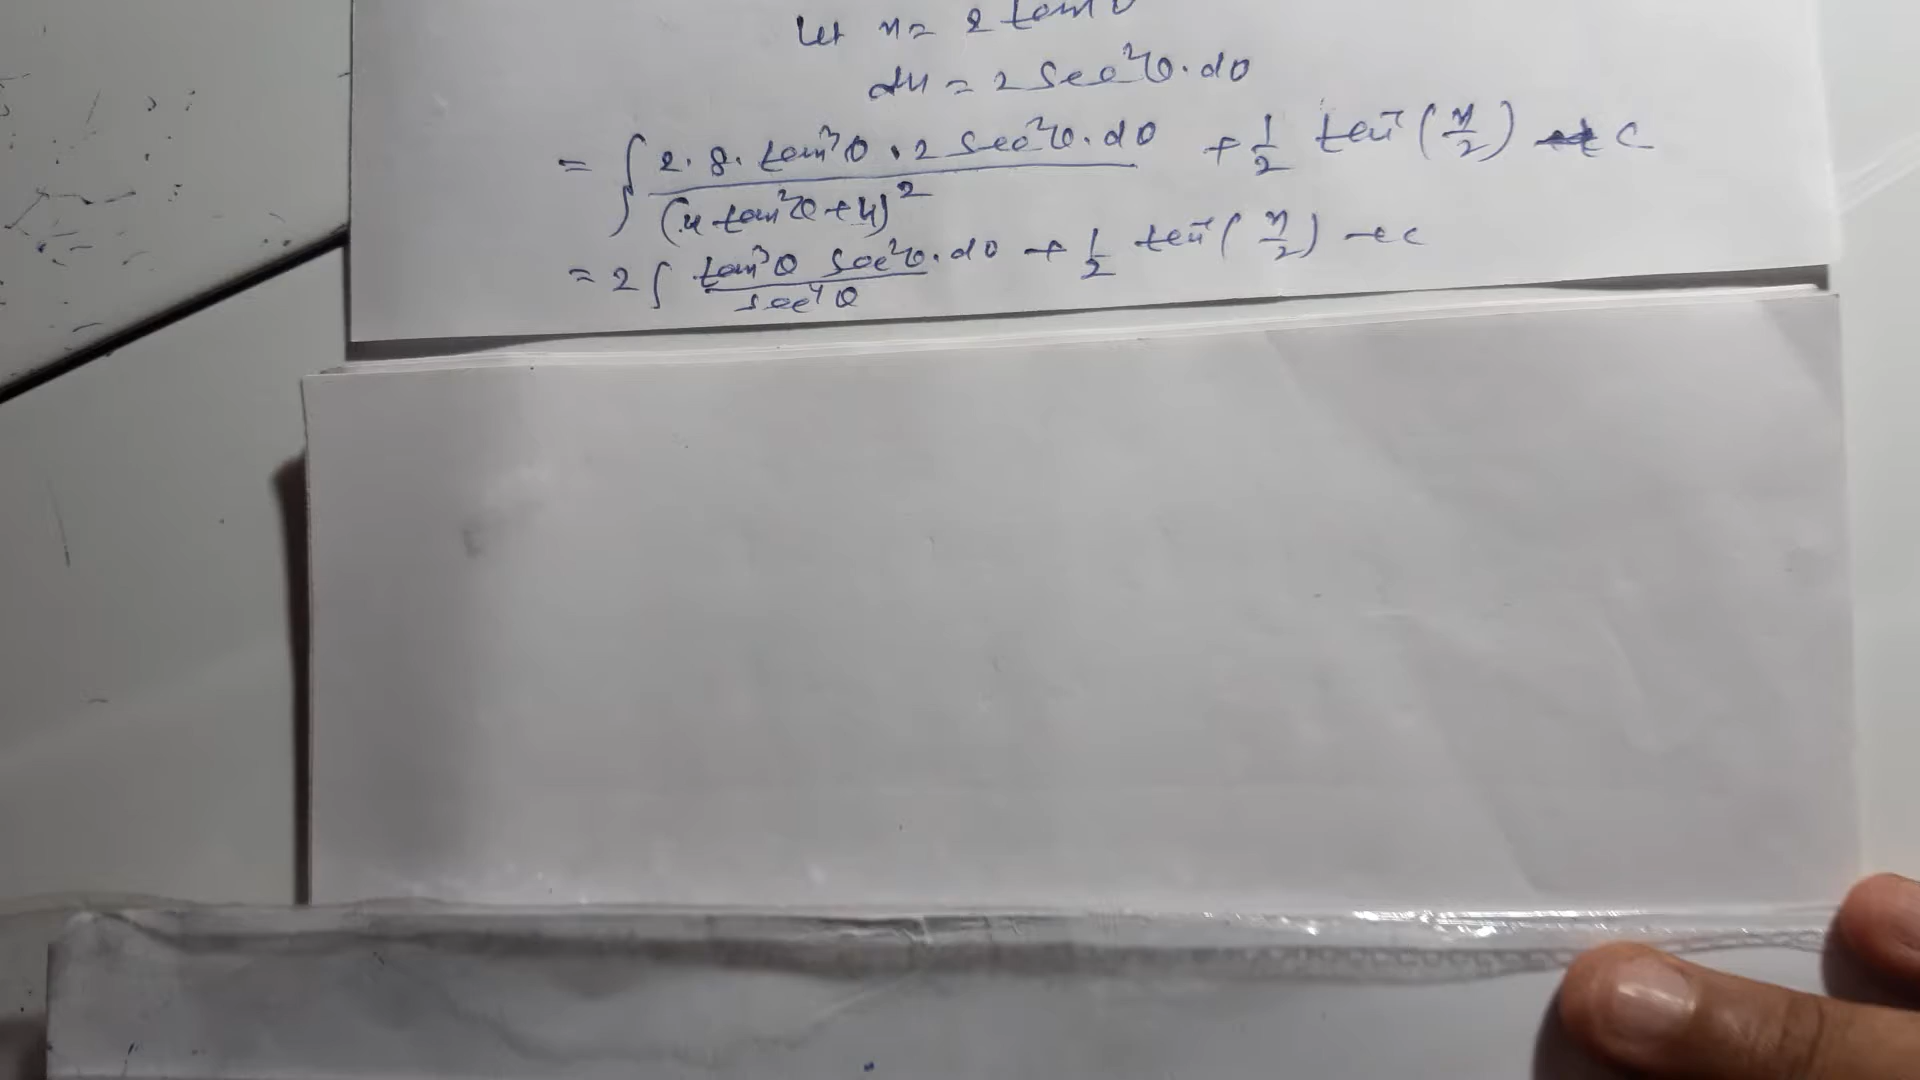 Let x = 2 tanθ
dx = 2 Sec²θ·dθ
= ∫ 2·8·tan³θ·2 Sec²θ·dθ / (4 tan²θ+4)² + 1/2 tan⁻¹(x/2) + c
= 2 ∫ tan³θ sec²θ·dθ / sec⁴θ + 1/2 tan⁻¹(x/2) + c